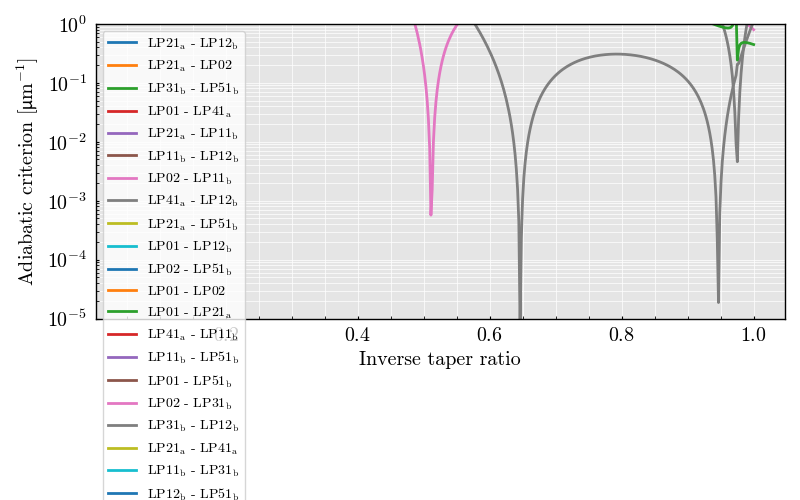 Adiabatic criterion [μm⁻¹]
10⁰
10⁻¹
10⁻²
10⁻³
10⁻⁴
10⁻⁵
LP21ₐ - LP12_b
LP21ₐ - LP02
LP31_b - LP51_b
LP01 - LP41ₐ
LP21ₐ - LP11_b
LP11_b - LP12_b
LP02 - LP11_b
LP41ₐ - LP12_b
LP21ₐ - LP51_b
LP01 - LP12_b
LP02 - LP51_b
LP01 - LP02
LP01 - LP21ₐ
LP41ₐ - LP11_b
LP11_b - LP51_b
LP01 - LP51_b
LP02 - LP31_b
LP31_b - LP12_b
LP21ₐ - LP41ₐ
LP11_b - LP31_b
LP12_b - LP51_b
0.2 0.4 0.6 0.8 1.0
Inverse taper ratio